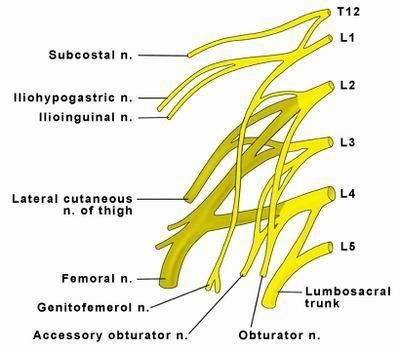 T12
L1
Subcostal n.
L2
Iliohypogastric n.
Ilioinguinal n.
L3
L4
Lateral cutaneous
n. of thigh
L5
Femoral n.
Lumbosacral
trunk
Genitofemerol n.
Accessory obturator n.
Obturator n.